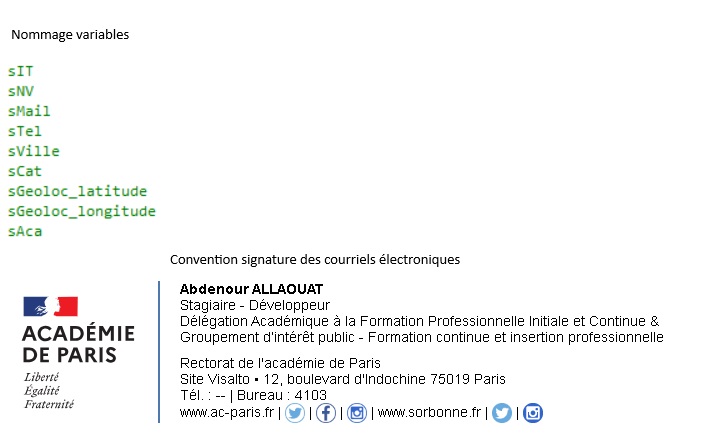 Nommage variables
sIT
sNV
sMail
sTel
sVille
sCat
sGeoloc_latitude
sGeoloc_longitude
sAca
Convention signature des courriels électroniques
ACADÉMIE
DE PARIS
Liberté
Égalité
Fraternité
Abdenour ALLAOUAT
Stagiaire - Développeur
Délégation Académique à la Formation Professionnelle Initiale et Continue &
Groupement d'intérêt public - Formation continue et insertion professionnelle
Rectorat de l'académie de Paris
Site Visalto • 12, boulevard d'Indochine 75019 Paris
Tél. : -- | Bureau : 4103
www.ac-paris.fr | | | | www.sorbonne.fr | |